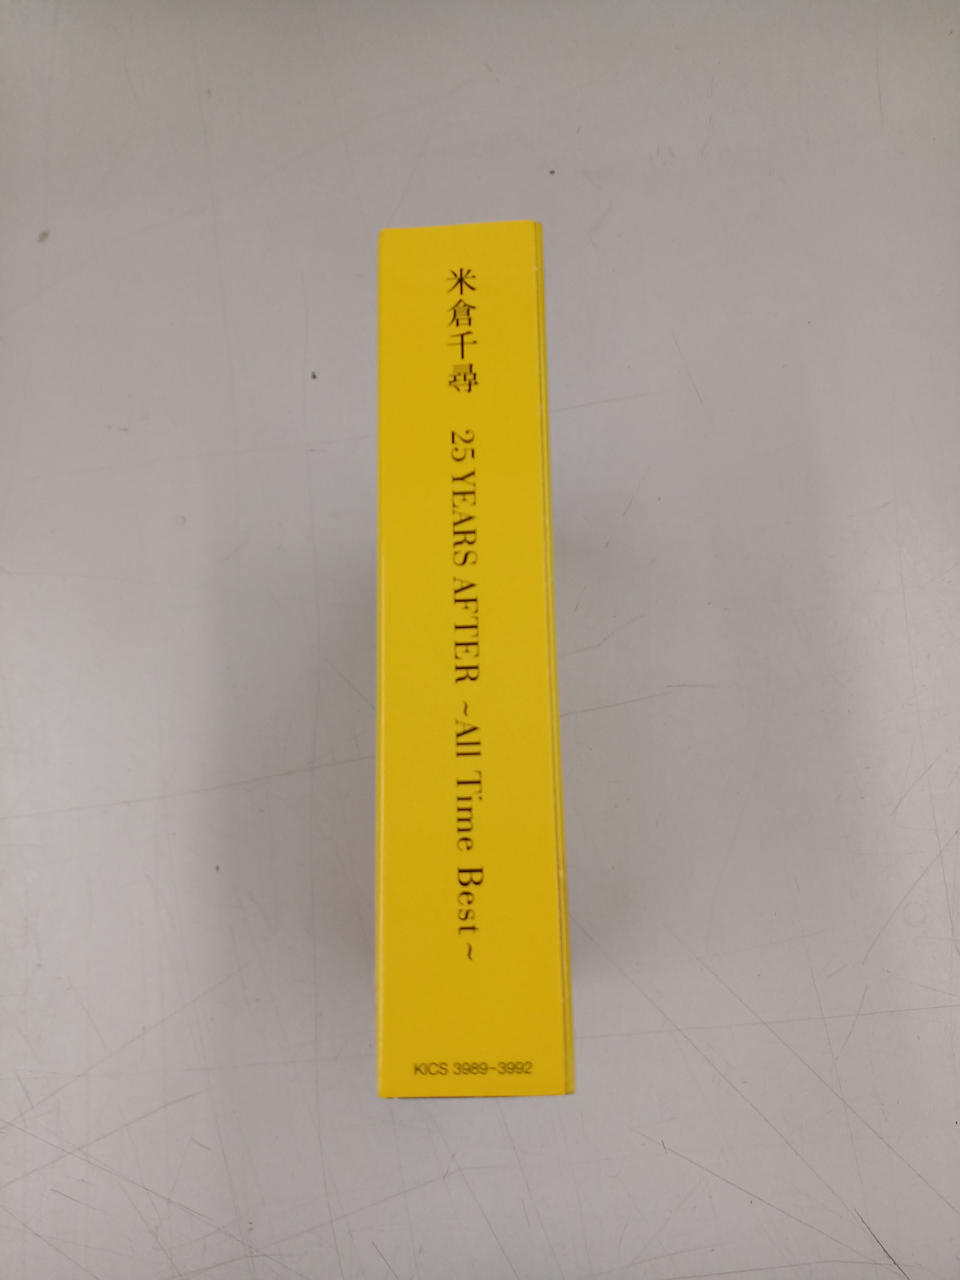 米倉千尋 25 YEARS AFTER ~All Time Best~
KICS 3989-3992